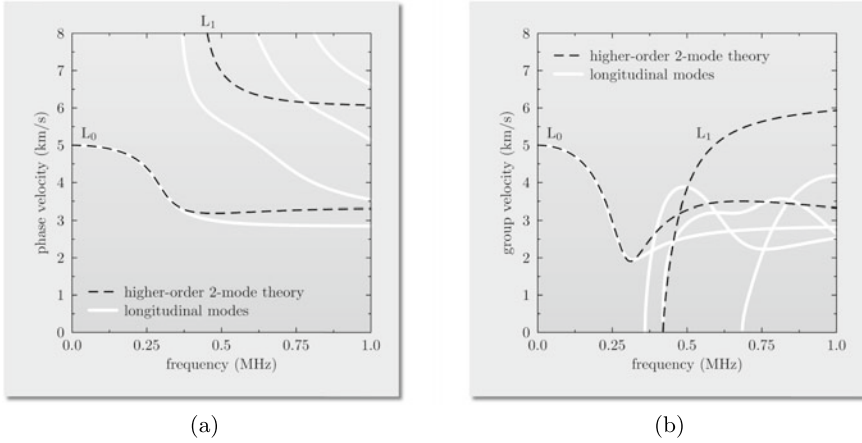 L₁
8
7
6
5
4
3
2
1
0
phase velocity (km/s)
L₀
higher-order 2-mode theory
longitudinal modes
0.0 0.25 0.5 0.75 1.0
frequency (MHz)
(a)
8
7
6
5
4
3
2
1
0
group velocity (km/s)
higher-order 2-mode theory
longitudinal modes
L₀
L₁
0.0 0.25 0.5 0.75 1.0
frequency (MHz)
(b)